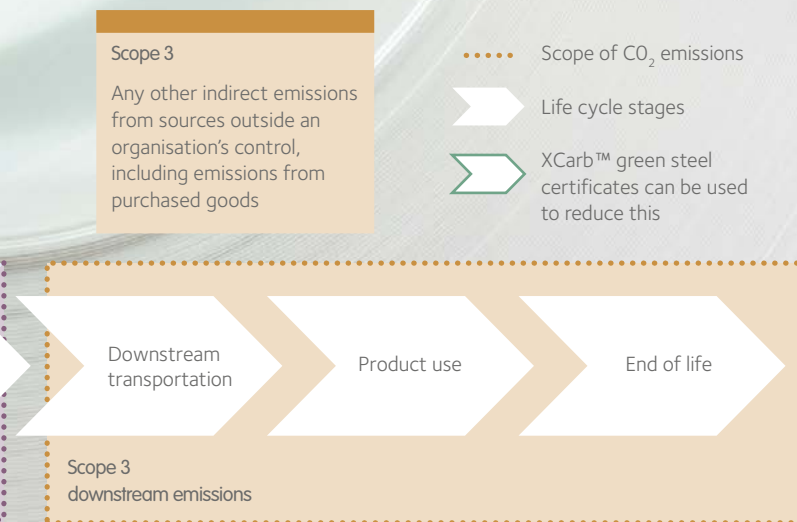 Scope 3
Any other indirect emissions
from sources outside an
organisation's control,
including emissions from
purchased goods
Scope of CO₂ emissions
Life cycle stages
XCarb™ green steel
certificates can be used
to reduce this
Downstream
transportation
Product use
End of life
Scope 3
downstream emissions